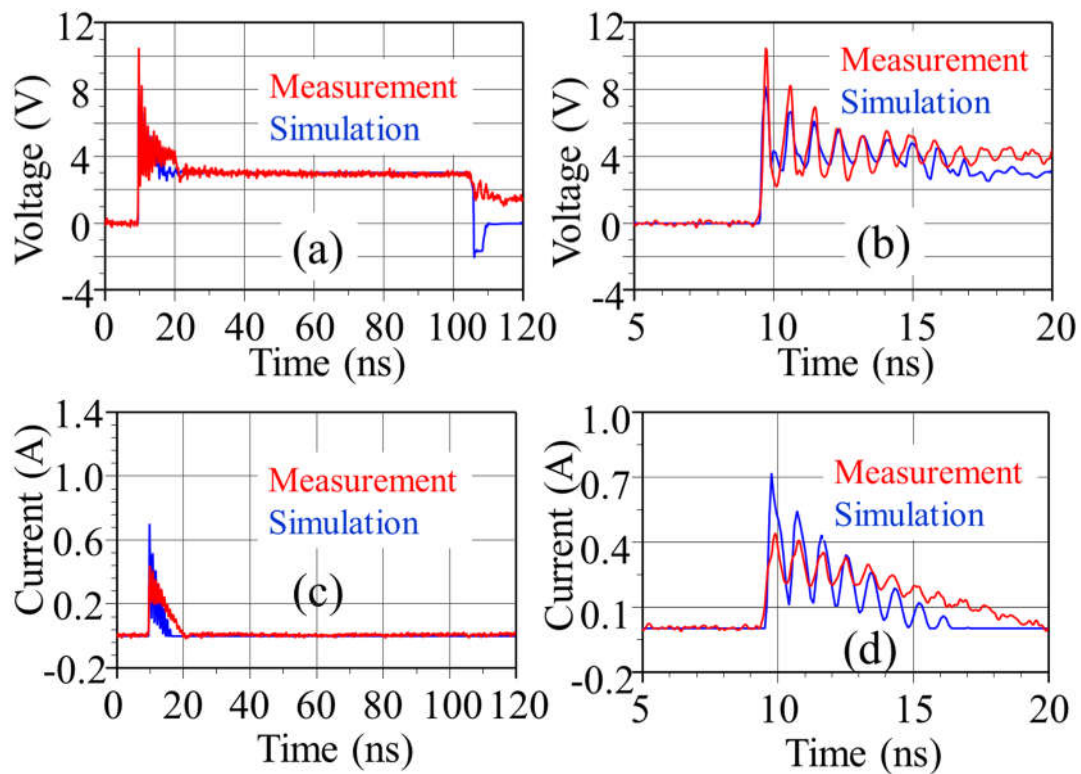 12
8
4
0
-4
Voltage (V)
Measurement
Simulation
(a)
0 20 40 60 80 100 120
Time (ns)
12
8
4
0
-4
Voltage (V)
Measurement
Simulation
(b)
5 10 15 20
Time (ns)
1.4
1.0
0.6
0.2
-0.2
Current (A)
Measurement
Simulation
(c)
0 20 40 60 80 100 120
Time (ns)
1.0
0.7
0.4
0.1
-0.2
Current (A)
Measurement
Simulation
(d)
5 10 15 20
Time (ns)